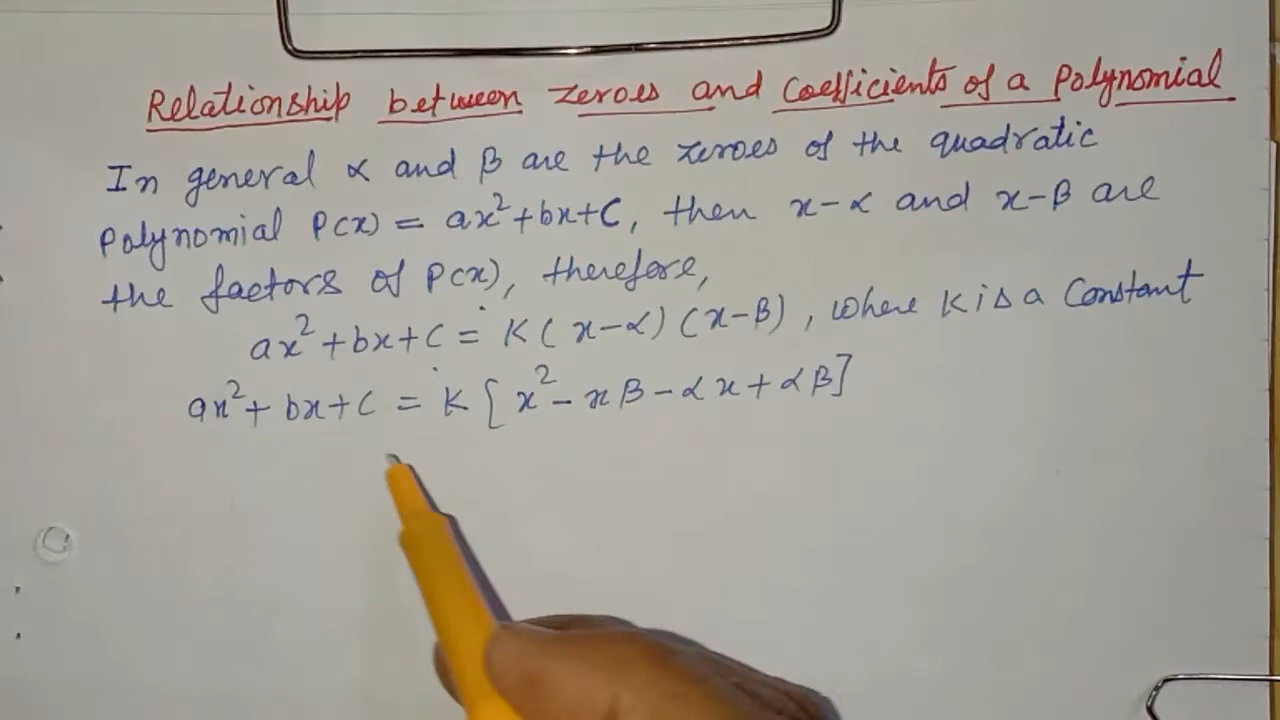 Relationship between zeroes and Coefficients of a Polynomial
In general α and β are the zeroes of the quadratic
Polynomial P(x) = ax²+bx+C, then x-α and x-β are
the factors of P(x), therefore,
ax²+bx+C = K(x-α)(x-β), where K is a Constant
ax²+bx+C = K[x²-xβ-αx+αβ]